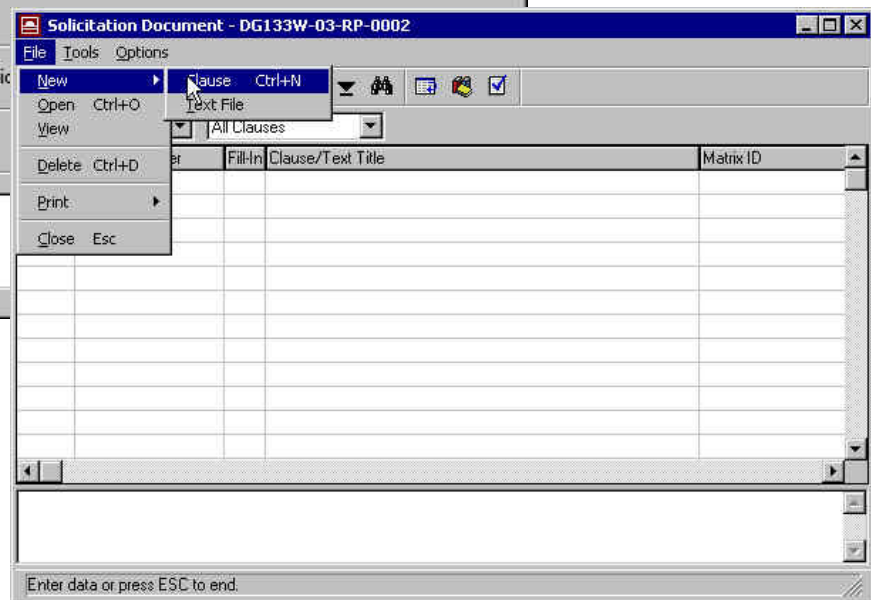 Solicitation Document - DG133W-03-RP-0002
File Tools Options
New
Clause Ctrl+N
Text File
Open Ctrl+O
View
Delete Ctrl+D
Print
Close Esc
All Clauses
Fill-In Clause/Text Title Matrix ID
Enter data or press ESC to end.